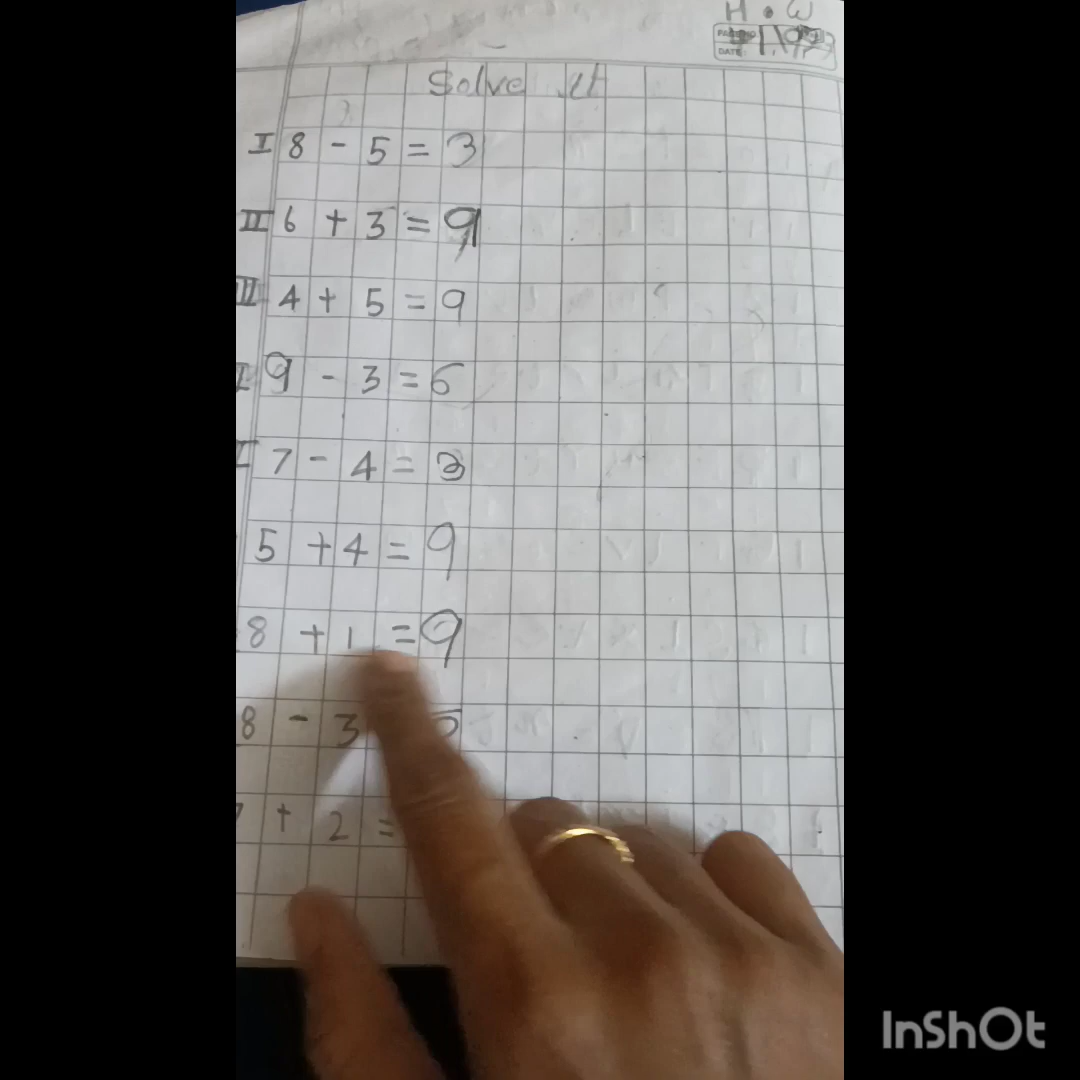 H.W
DATE:
Solve it
I 8 - 5 = 3
II 6 + 3 = 9
4 + 5 = 9
9 - 3 = 6
7 - 4 = 3
5 + 4 = 9
8 + 1 = 9
8 - 3
+ 2 =
InShOt